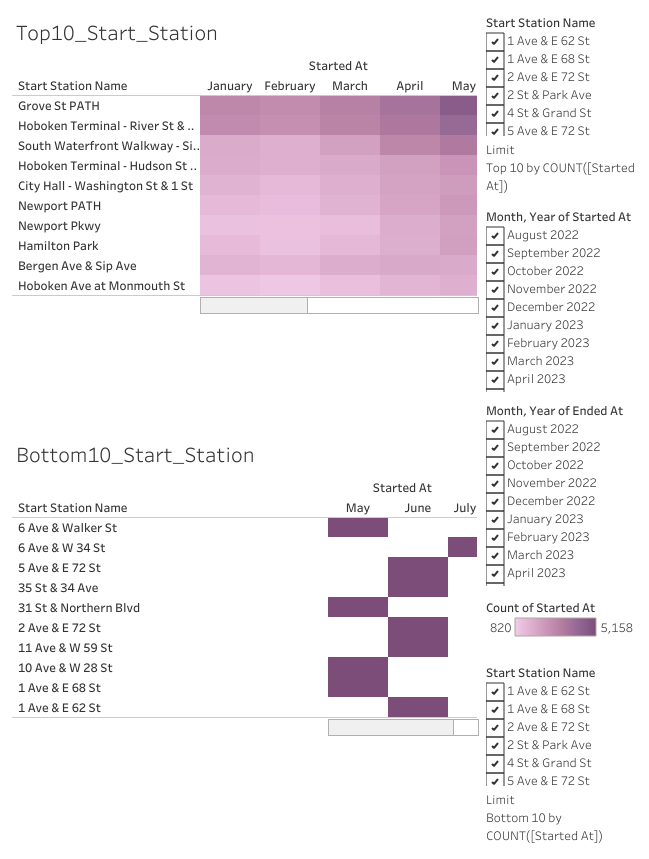 Top10_Start_Station
Started At
Start Station Name January February March April May
Grove St PATH
Hoboken Terminal - River St & ..
South Waterfront Walkway - Si..
Hoboken Terminal - Hudson St ..
City Hall - Washington St & 1 St
Newport PATH
Newport Pkwy
Hamilton Park
Bergen Ave & Sip Ave
Hoboken Ave at Monmouth St
Bottom10_Start_Station
Started At
Start Station Name May June July
6 Ave & Walker St
6 Ave & W 34 St
5 Ave & E 72 St
35 St & 34 Ave
31 St & Northern Blvd
2 Ave & E 72 St
11 Ave & W 59 St
10 Ave & W 28 St
1 Ave & E 68 St
1 Ave & E 62 St
Start Station Name
1 Ave & E 62 St
1 Ave & E 68 St
2 Ave & E 72 St
2 St & Park Ave
4 St & Grand St
5 Ave & E 72 St
Limit
Top 10 by COUNT([Started
At])
Month, Year of Started At
August 2022
September 2022
October 2022
November 2022
December 2022
January 2023
February 2023
March 2023
April 2023
Month, Year of Ended At
August 2022
September 2022
October 2022
November 2022
December 2022
January 2023
February 2023
March 2023
April 2023
Count of Started At
820 5,158
Start Station Name
1 Ave & E 62 St
1 Ave & E 68 St
2 Ave & E 72 St
2 St & Park Ave
4 St & Grand St
5 Ave & E 72 St
Limit
Bottom 10 by
COUNT([Started At])